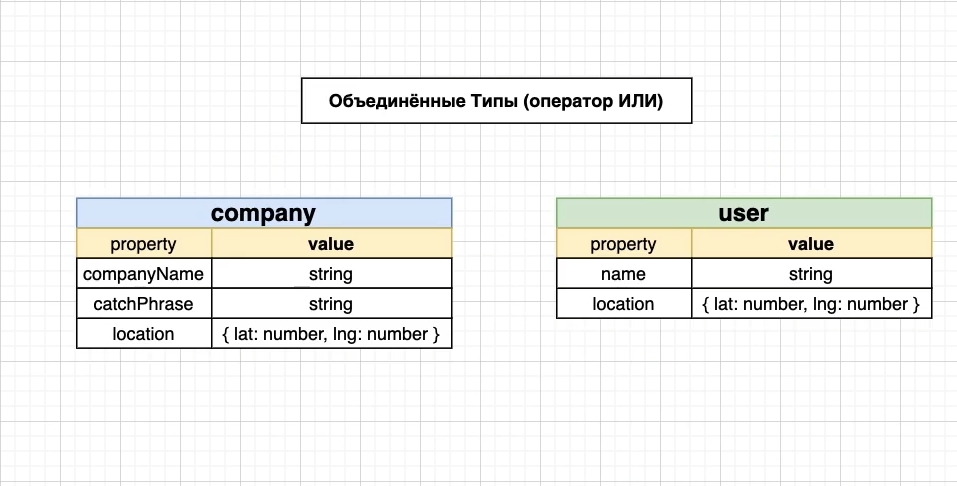 Объединённые Типы (оператор ИЛИ)
company
property value
companyName string
catchPhrase string
location { lat: number, lng: number }
user
property value
name string
location { lat: number, lng: number }